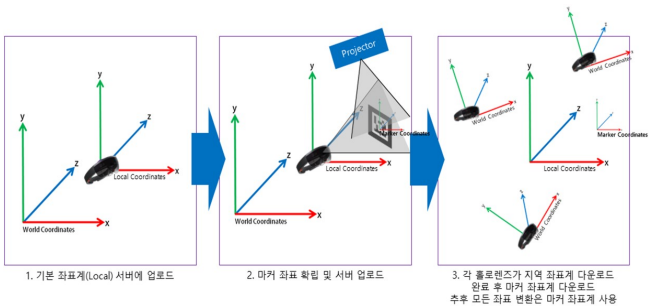 y
z
x
Local Coordinates
y
z
x
World Coordinates
1. 기본 좌표계(Local) 서버에 업로드
Projector
y
Marker Coordinates
x
Local Coordinates
y
z
x
World Coordinates
2. 마커 좌표 확립 및 서버 업로드
y
z
x
World Coordinates
y
z
x
World Coordinates
y
z
x
Local Coordinates
Marker Coordinates
y
z
x
World Coordinates
3. 각 홀로렌즈가 지역 좌표계 다운로드
완료 후 마커 좌표계 다운로드
추후 모든 좌표 변환은 마커 좌표계 사용